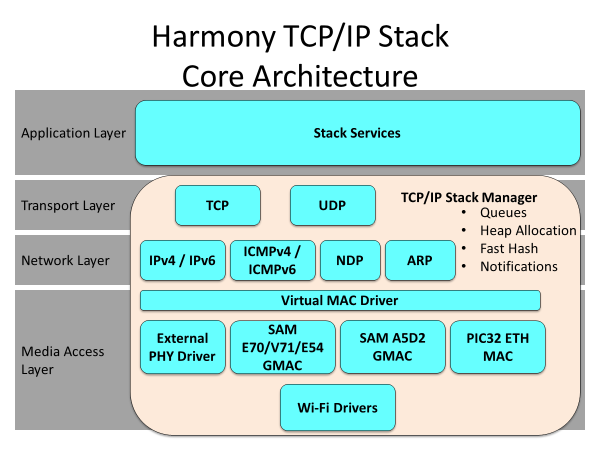 Harmony TCP/IP Stack
Core Architecture
Application Layer
Stack Services
Transport Layer
TCP
UDP
TCP/IP Stack Manager
• Queues
• Heap Allocation
• Fast Hash
• Notifications
Network Layer
IPv4 / IPv6
ICMPv4 /
ICMPv6
NDP
ARP
Virtual MAC Driver
Media Access
Layer
External
PHY Driver
SAM
E70/V71/E54
GMAC
SAM A5D2
GMAC
PIC32 ETH
MAC
Wi-Fi Drivers